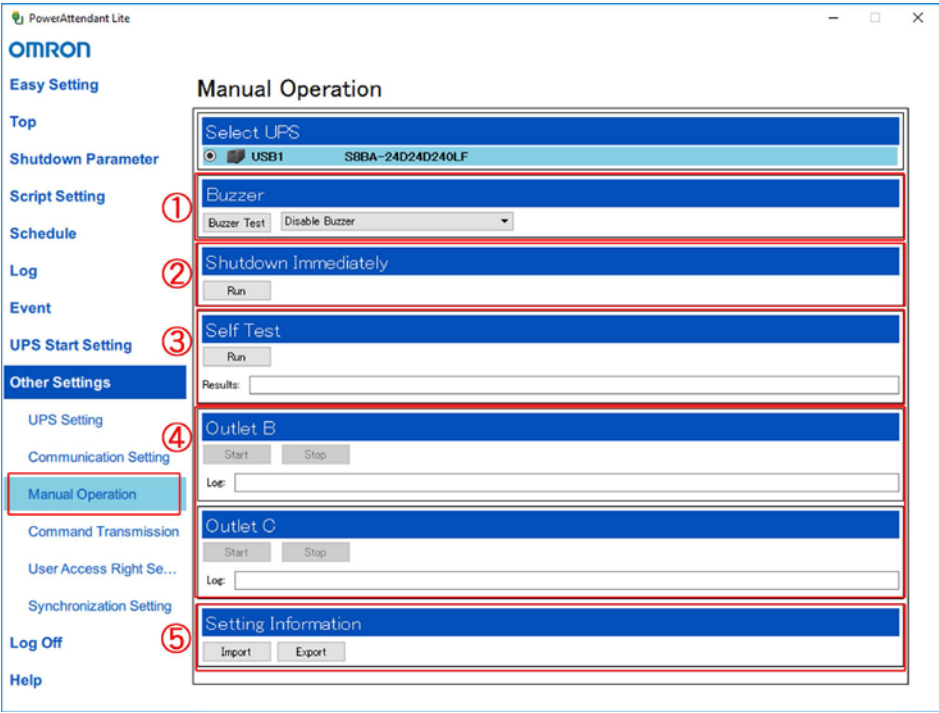 PowerAttendant Lite
OMRON
Easy Setting
Top
Shutdown Parameter
Script Setting
Schedule
Log
Event
UPS Start Setting
Other Settings
UPS Setting
Communication Setting
Manual Operation
Command Transmission
User Access Right Se...
Synchronization Setting
Log Off
Help
Manual Operation
Select UPS
USB1 S8BA-24D24D240LF
① Buzzer
Buzzer Test Disable Buzzer
② Shutdown Immediately
Run
③ Self Test
Run
Results:
④ Outlet B
Start Stop
Log:
Outlet C
Start Stop
Log:
⑤ Setting Information
Import Export